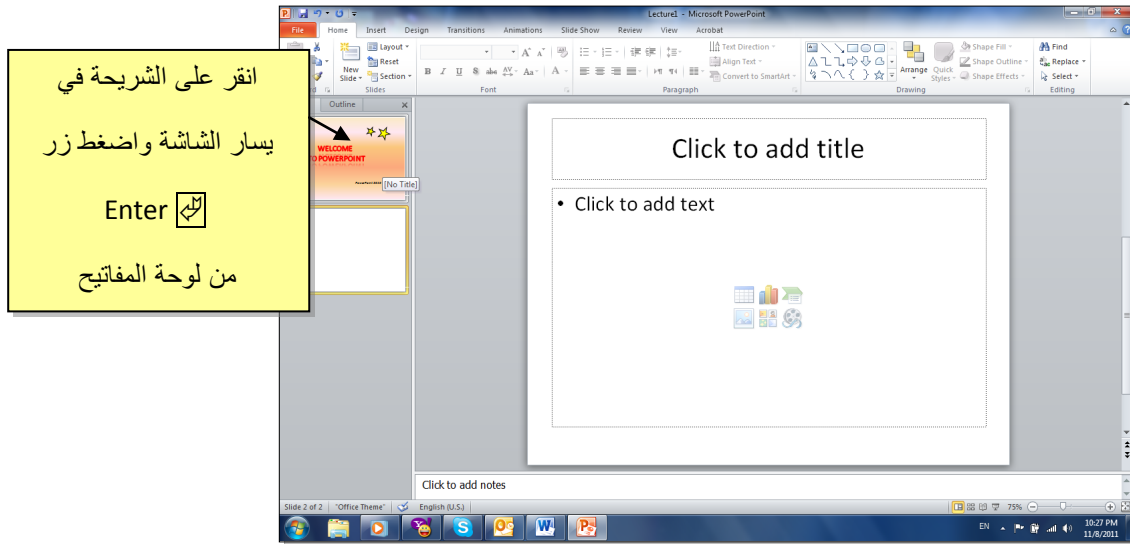 انقر على الشريحة في
يسار الشاشة واضغط زر
Enter
من لوحة المفاتيح
Lecture1 - Microsoft PowerPoint
File Home Insert Design Transitions Animations Slide Show Review View Acrobat
New Slide
Layout
Reset
Section
Slides
B I U S abc AV Aa A
Font
Text Direction
Align Text
Convert to SmartArt
Paragraph
Arrange
Quick Styles
Shape Fill
Shape Outline
Shape Effects
Drawing
Find
Replace
Select
Editing
Outline
WELCOME
O POWERPOINT
[No Title]
Click to add title
• Click to add text
Click to add notes
Slide 2 of 2 "Office Theme" English (U.S.) 75%
EN 10:27 PM
11/8/2011